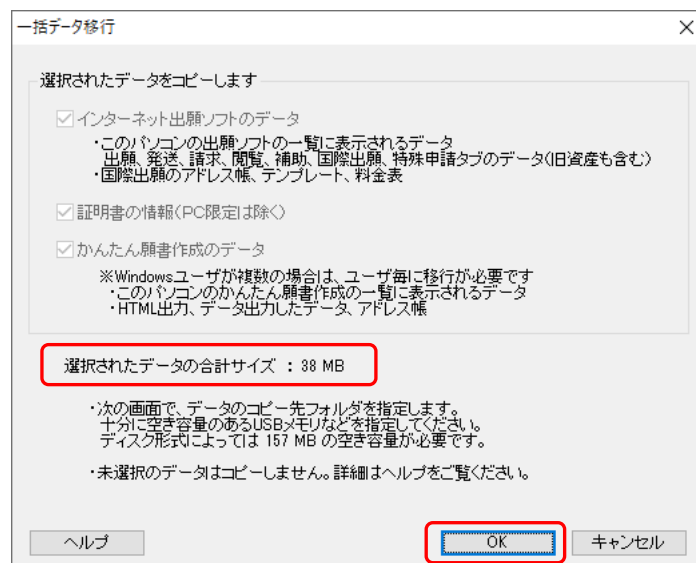 一括データ移行
選択されたデータをコピーします
インターネット出願ソフトのデータ
・このパソコンの出願ソフトの一覧に表示されるデータ
出願、発送、請求、閲覧、補助、国際出願、特殊申請タブのデータ(旧資産も含む)
・国際出願のアドレス帳、テンプレート、料金表
証明書の情報(PC限定は除く)
かんたん願書作成のデータ
※Windowsユーザが複数の場合は、ユーザ毎に移行が必要です
・このパソコンのかんたん願書作成の一覧に表示されるデータ
・HTML出力、データ出力したデータ、アドレス帳
選択されたデータの合計サイズ : 38 MB
・次の画面で、データのコピー先フォルダを指定します。
十分に空き容量のあるUSBメモリなどを指定してください。
ディスク形式によっては 157 MB の空き容量が必要です。
・未選択のデータはコピーしません。詳細はヘルプをご覧ください。
ヘルプ OK キャンセル